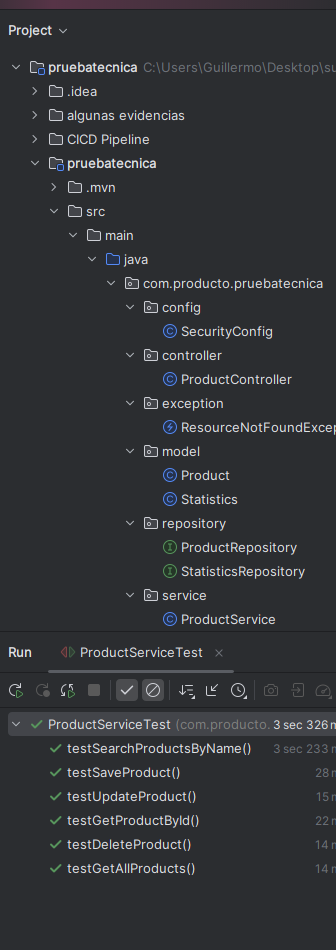 Project
pruebatecnica C:\Users\Guillermo\Desktop\su
.idea
algunas evidencias
CICD Pipeline
pruebatecnica
.mvn
src
main
java
com.producto.pruebatecnica
config
SecurityConfig
controller
ProductController
exception
ResourceNotFoundExcep
model
Product
Statistics
repository
ProductRepository
StatisticsRepository
service
ProductService
Run ProductServiceTest
ProductServiceTest (com.producto. 3 sec 326 m
testSearchProductsByName() 3 sec 233 m
testSaveProduct() 28 m
testUpdateProduct() 15 m
testGetProductById() 22 m
testDeleteProduct() 14 m
testGetAllProducts() 14 m